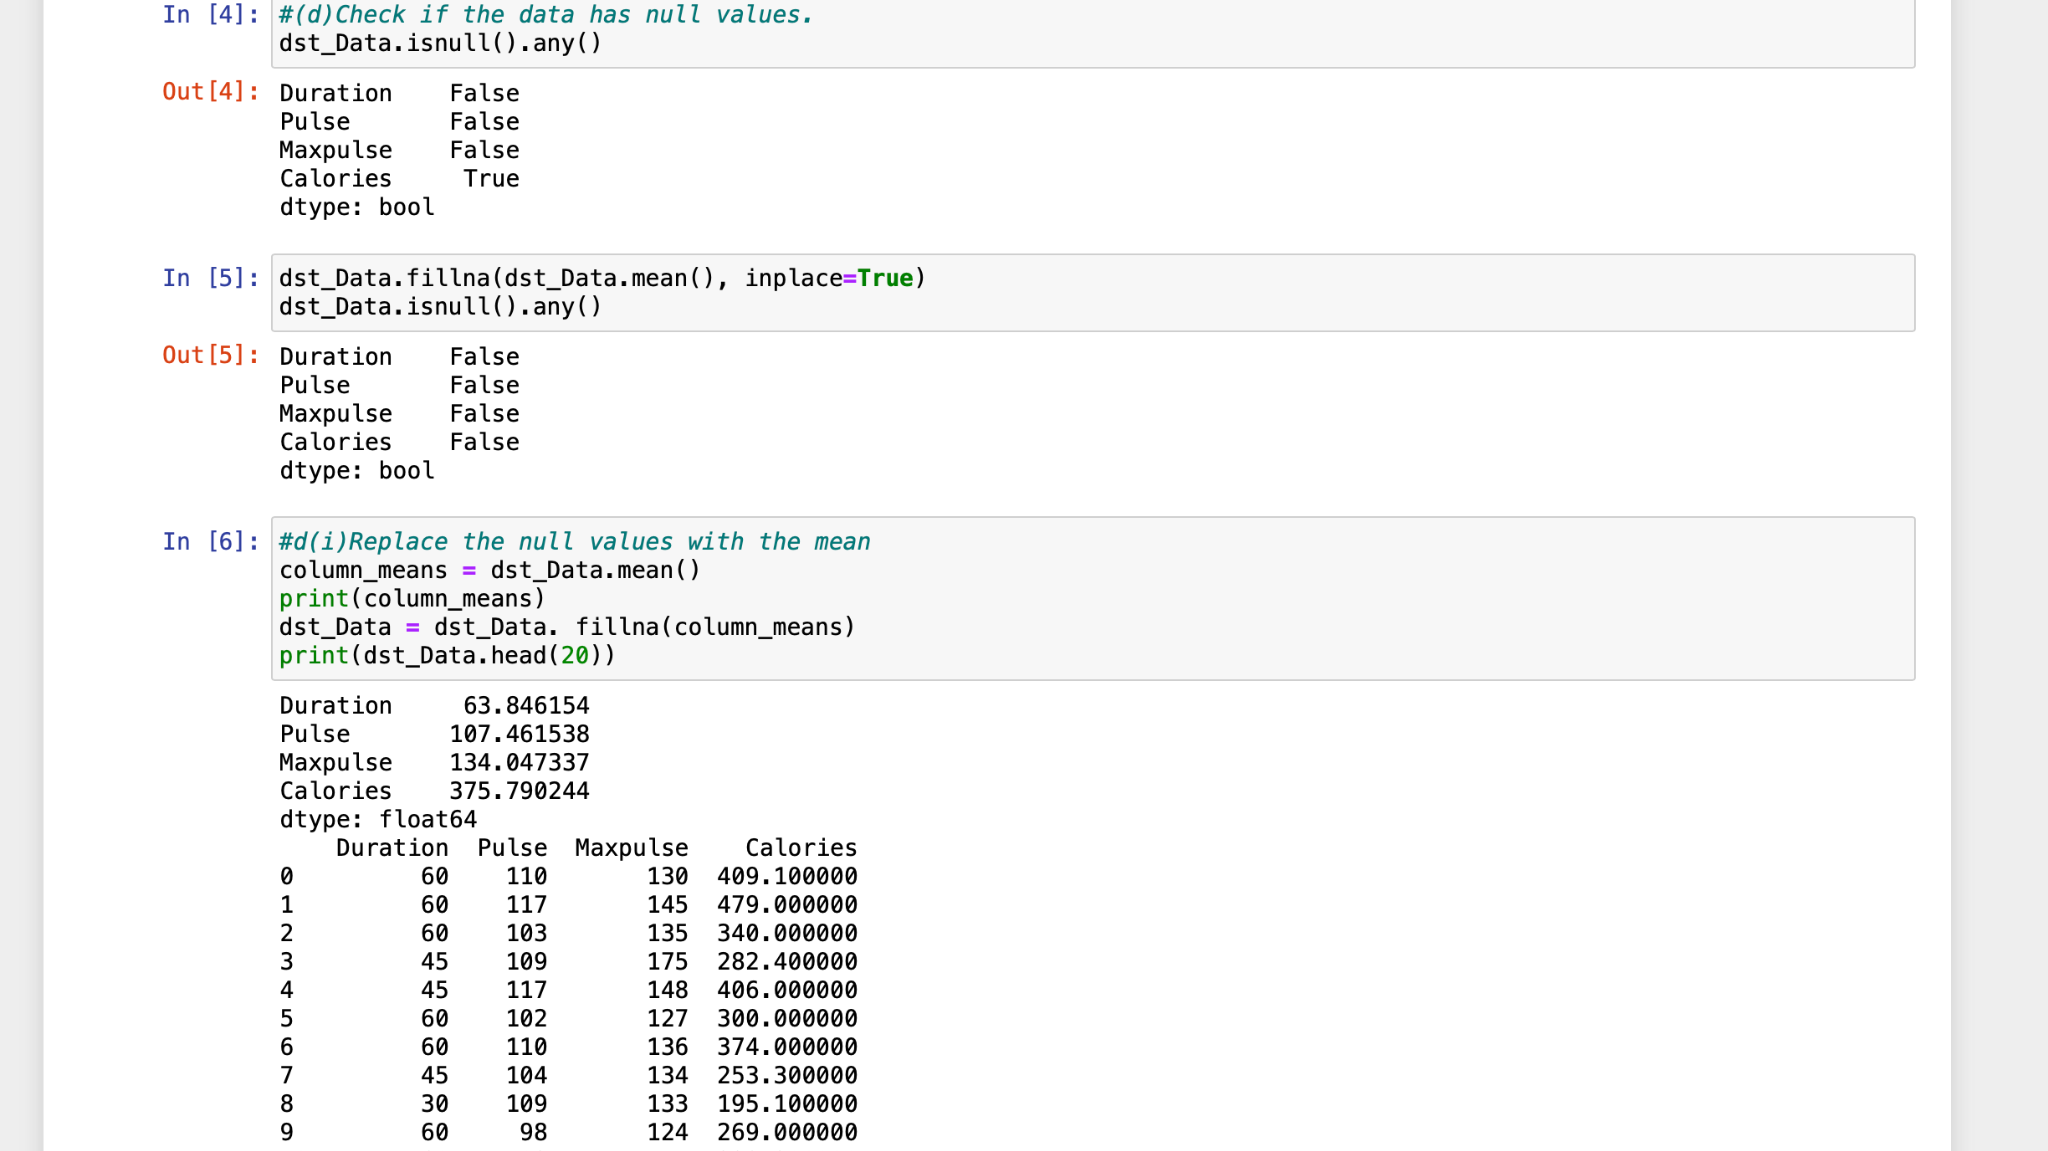 In [4]: #(d)Check if the data has null values.
dst_Data.isnull().any()
Out[4]: Duration    False
Pulse       False
Maxpulse    False
Calories     True
dtype: bool
In [5]: dst_Data.fillna(dst_Data.mean(), inplace=True)
dst_Data.isnull().any()
Out[5]: Duration    False
Pulse       False
Maxpulse    False
Calories    False
dtype: bool
In [6]: #d(i)Replace the null values with the mean
column_means = dst_Data.mean()
print(column_means)
dst_Data = dst_Data. fillna(column_means)
print(dst_Data.head(20))
Duration     63.846154
Pulse       107.461538
Maxpulse    134.047337
Calories    375.790244
dtype: float64
    Duration  Pulse  Maxpulse    Calories
0         60    110       130  409.100000
1         60    117       145  479.000000
2         60    103       135  340.000000
3         45    109       175  282.400000
4         45    117       148  406.000000
5         60    102       127  300.000000
6         60    110       136  374.000000
7         45    104       134  253.300000
8         30    109       133  195.100000
9         60     98       124  269.000000